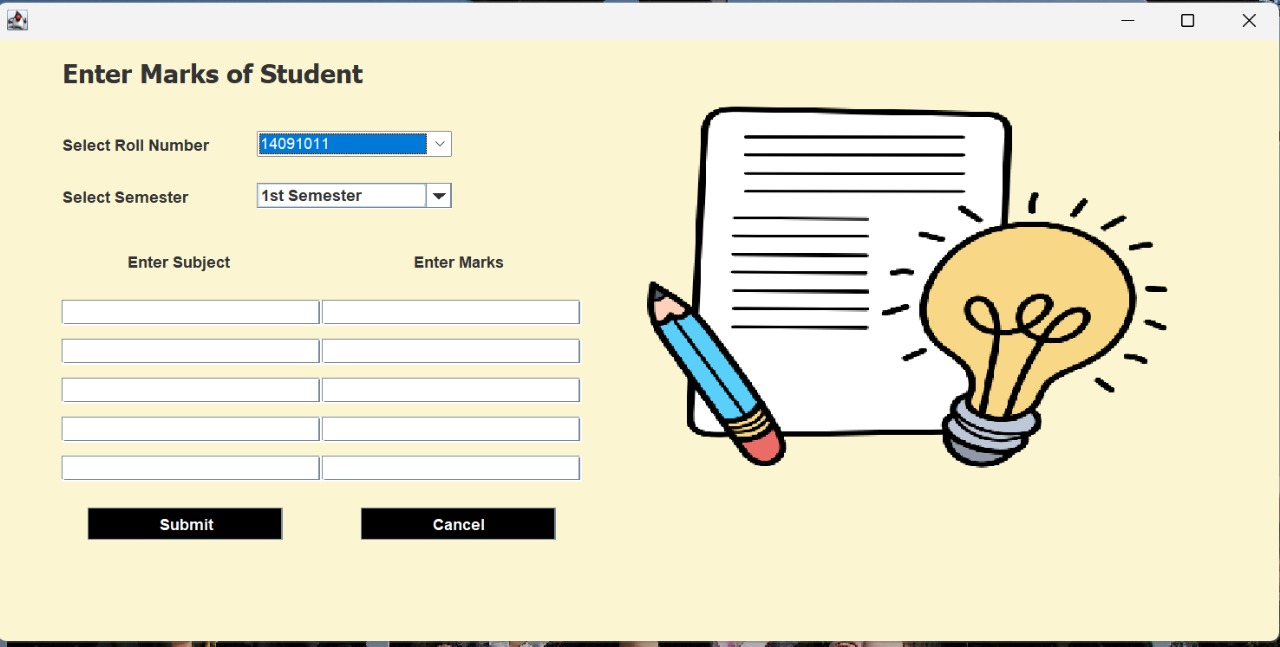 Enter Marks of Student
Select Roll Number 14091011
Select Semester 1st Semester
Enter Subject Enter Marks
Submit Cancel